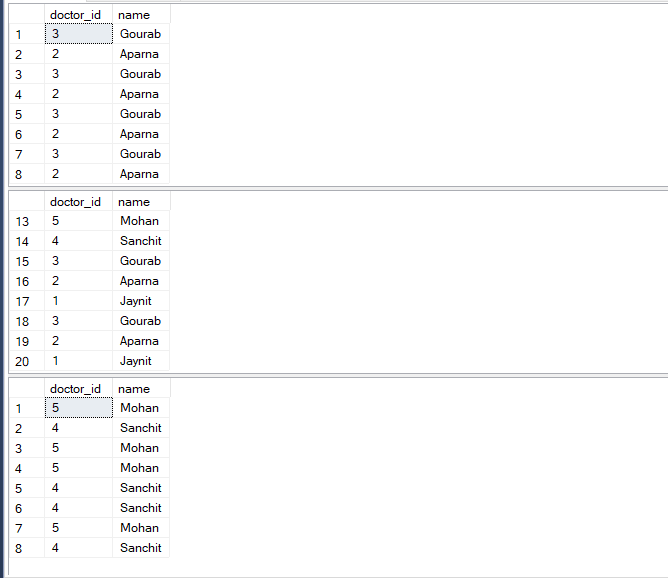 doctor_id name
1 3 Gourab
2 2 Aparna
3 3 Gourab
4 2 Aparna
5 3 Gourab
6 2 Aparna
7 3 Gourab
8 2 Aparna
doctor_id name
13 5 Mohan
14 4 Sanchit
15 3 Gourab
16 2 Aparna
17 1 Jaynit
18 3 Gourab
19 2 Aparna
20 1 Jaynit
doctor_id name
1 5 Mohan
2 4 Sanchit
3 5 Mohan
4 5 Mohan
5 4 Sanchit
6 4 Sanchit
7 5 Mohan
8 4 Sanchit